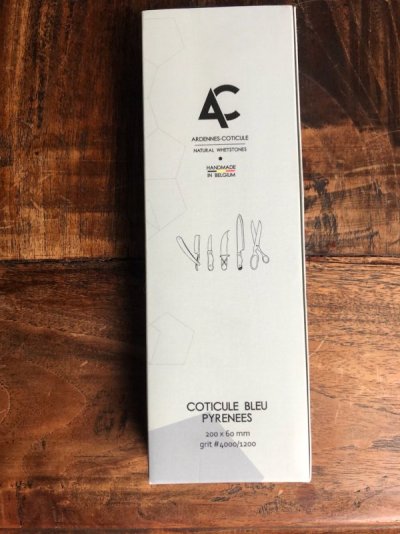 AC
ARDENNES-COTICULE
NATURAL WHETSTONES
HANDMADE
IN BELGIUM
COTICULE BLEU
PYRENEES
200 x 60 mm
grit #4000/1200